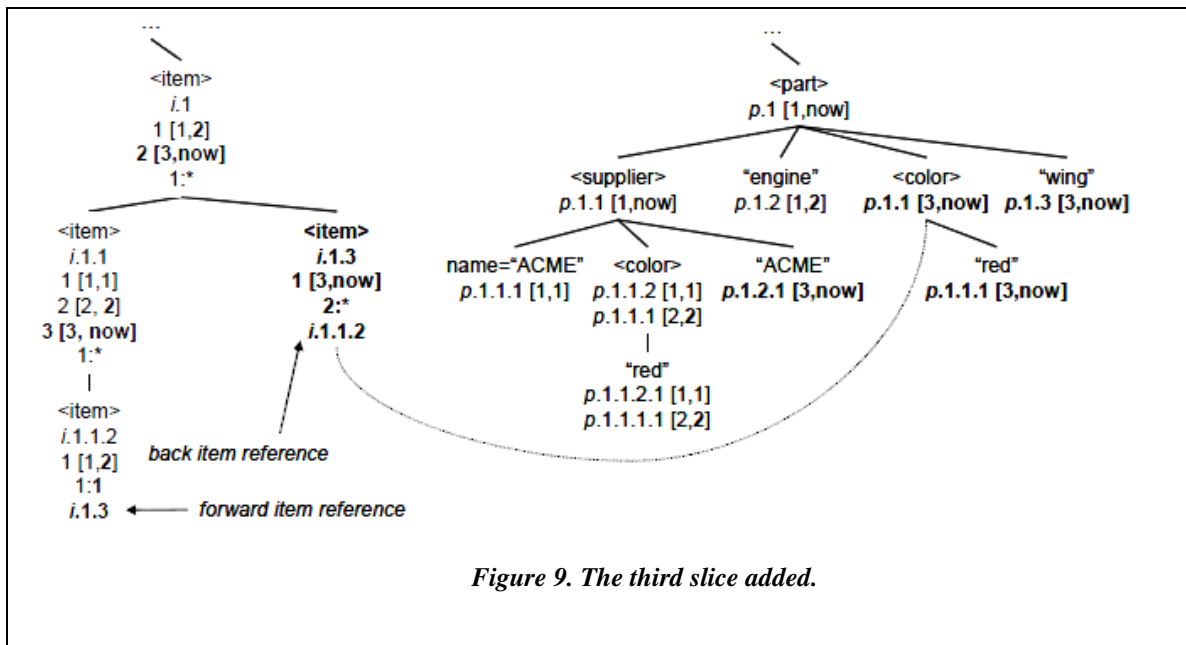 ...
<item>
i.1
1 [1,2]
2 [3,now]
1:*
<item>
i.1.1
1 [1,1]
2 [2, 2]
3 [3, now]
1:*
<item>
i.1.1.2
1 [1,2]
1:1
i.1.3
<item>
i.1.3
1 [3,now]
2:*
i.1.1.2
back item reference
forward item reference
...
<part>
p.1 [1,now]
<supplier>
p.1.1 [1,now]
"engine"
p.1.2 [1,2]
<color>
p.1.1 [3,now]
"wing"
p.1.3 [3,now]
name="ACME"
p.1.1.1 [1,1]
<color>
p.1.1.2 [1,1]
p.1.1.1 [2,2]
"red"
p.1.1.2.1 [1,1]
p.1.1.1.1 [2,2]
"ACME"
p.1.2.1 [3,now]
"red"
p.1.1.1 [3,now]
Figure 9. The third slice added.